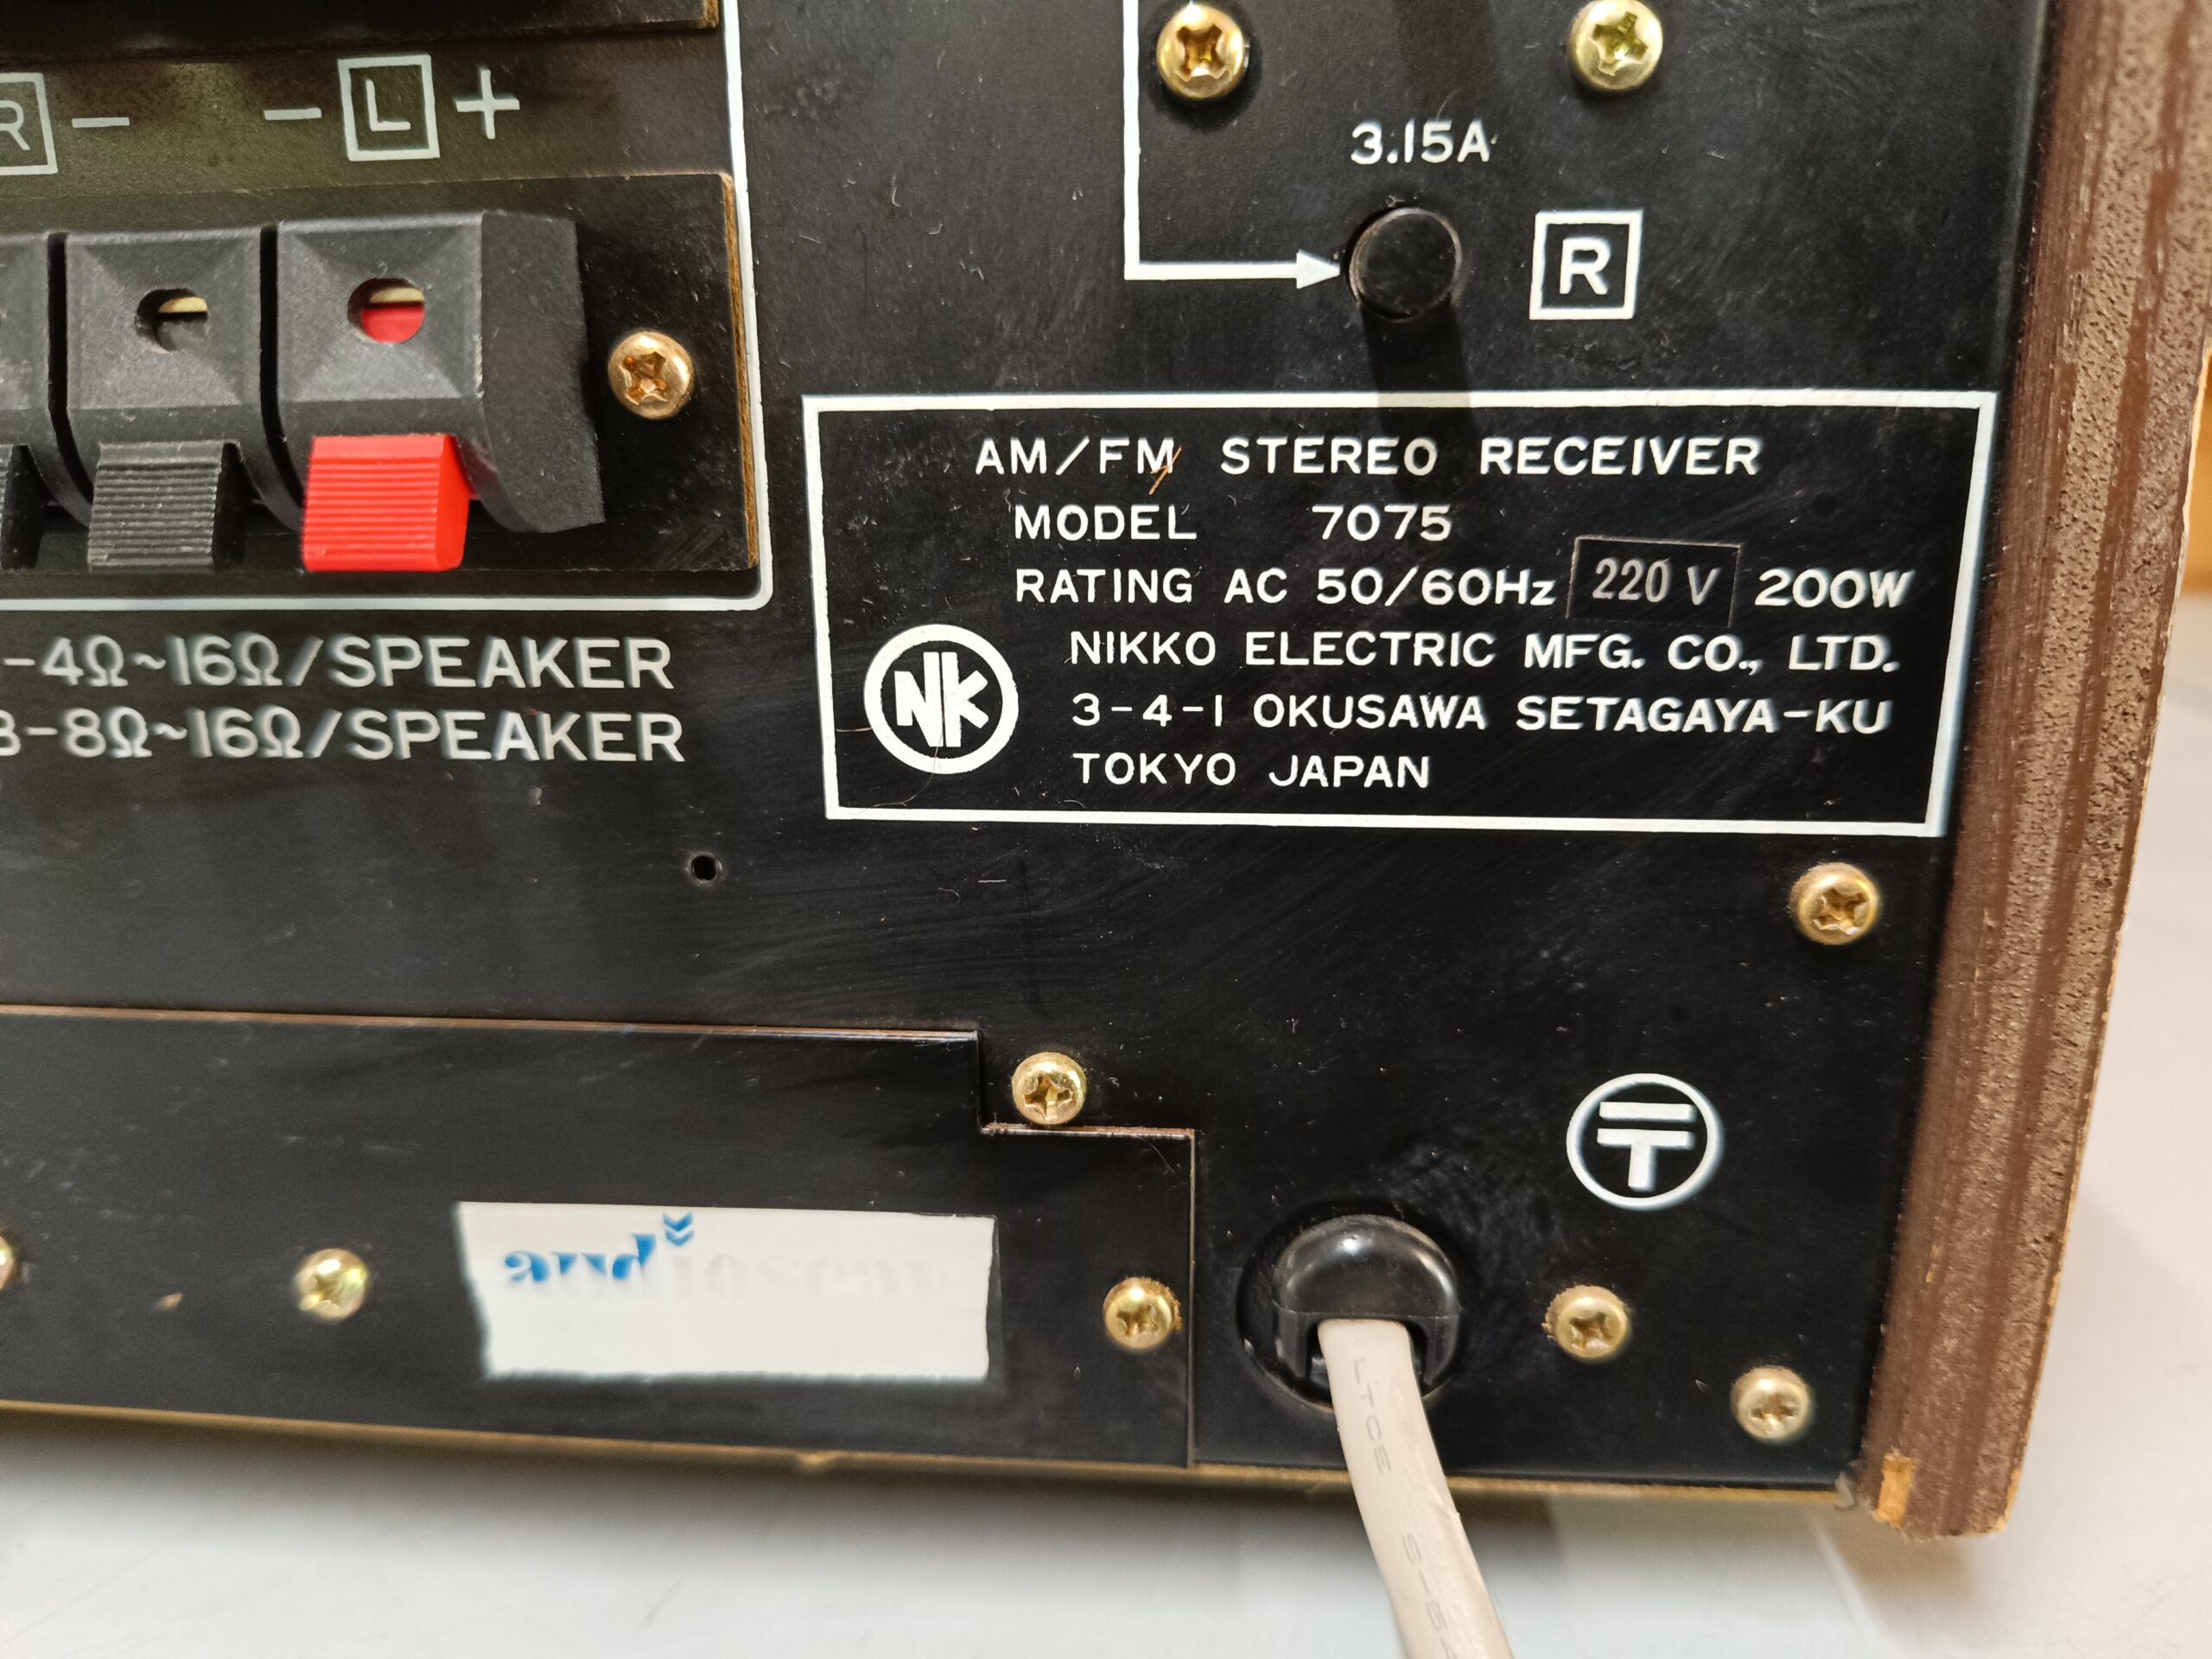 R - - L +
3.15A
R
AM/FM STEREO RECEIVER
MODEL 7075
RATING AC 50/60Hz 220 V 200W
NK
NIKKO ELECTRIC MFG. CO., LTD.
3-4-1 OKUSAWA SETAGAYA-KU
TOKYO JAPAN
-4Ω~16Ω/SPEAKER
B-8Ω~16Ω/SPEAKER
〒
LTCE